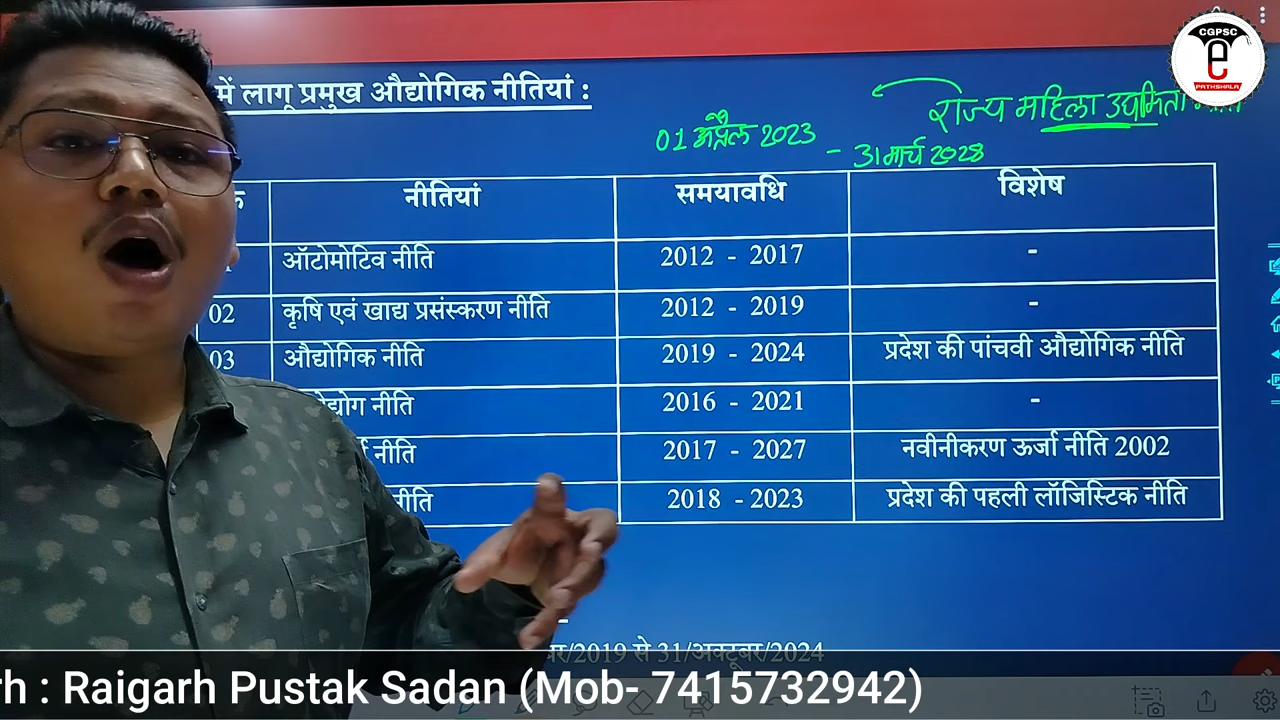 CGPSC
e
PATHSHALA
में लागू प्रमुख औद्योगिक नीतियां :
राज्य महिला उद्यमिता
01 अप्रैल 2023
- 31 मार्च 2028
नीतियां समयावधि विशेष
ऑटोमोटिव नीति 2012 - 2017 -
02 कृषि एवं खाद्य प्रसंस्करण नीति 2012 - 2019 -
03 औद्योगिक नीति 2019 - 2024 प्रदेश की पांचवी औद्योगिक नीति
नीति 2016 - 2021 -
नीति 2017 - 2027 नवीनीकरण ऊर्जा नीति 2002
नीति 2018 - 2023 प्रदेश की पहली लॉजिस्टिक नीति
/2019 से 31/अक्टूबर/2024
rh : Raigarh Pustak Sadan (Mob- 7415732942)